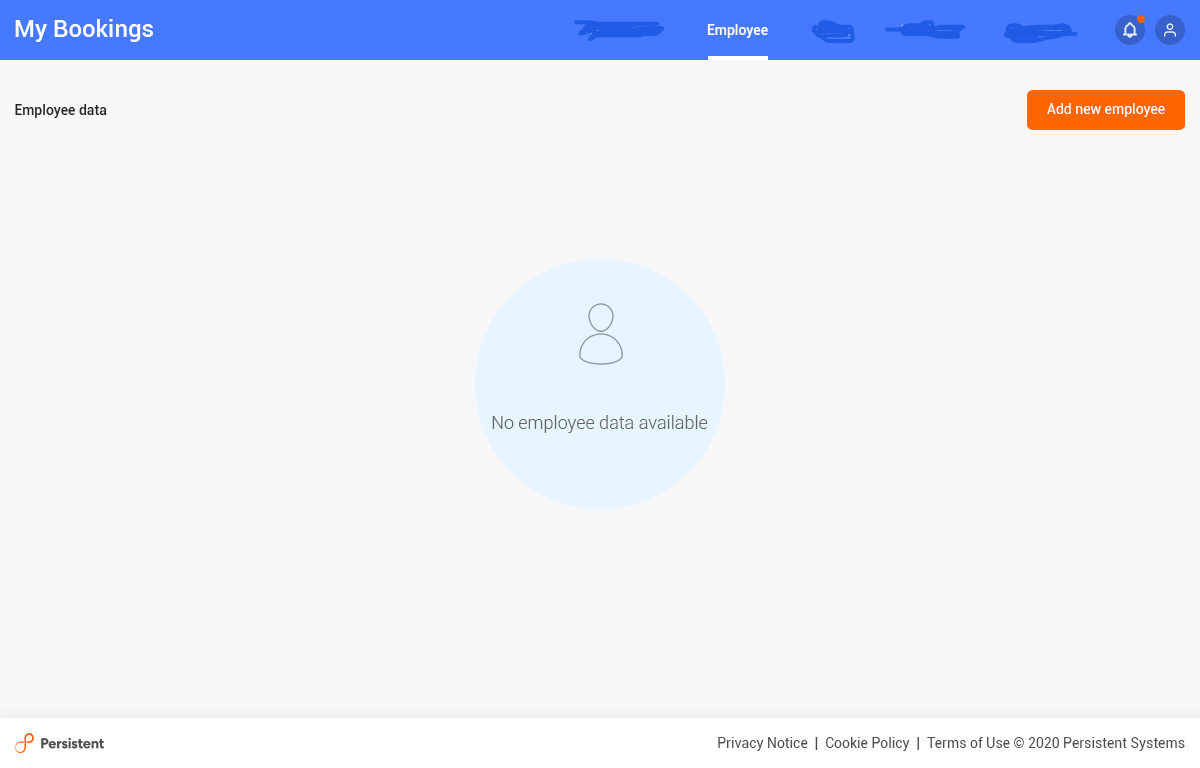 My Bookings
Employee
Employee data
Add new employee
No employee data available
Persistent
Privacy Notice | Cookie Policy | Terms of Use © 2020 Persistent Systems